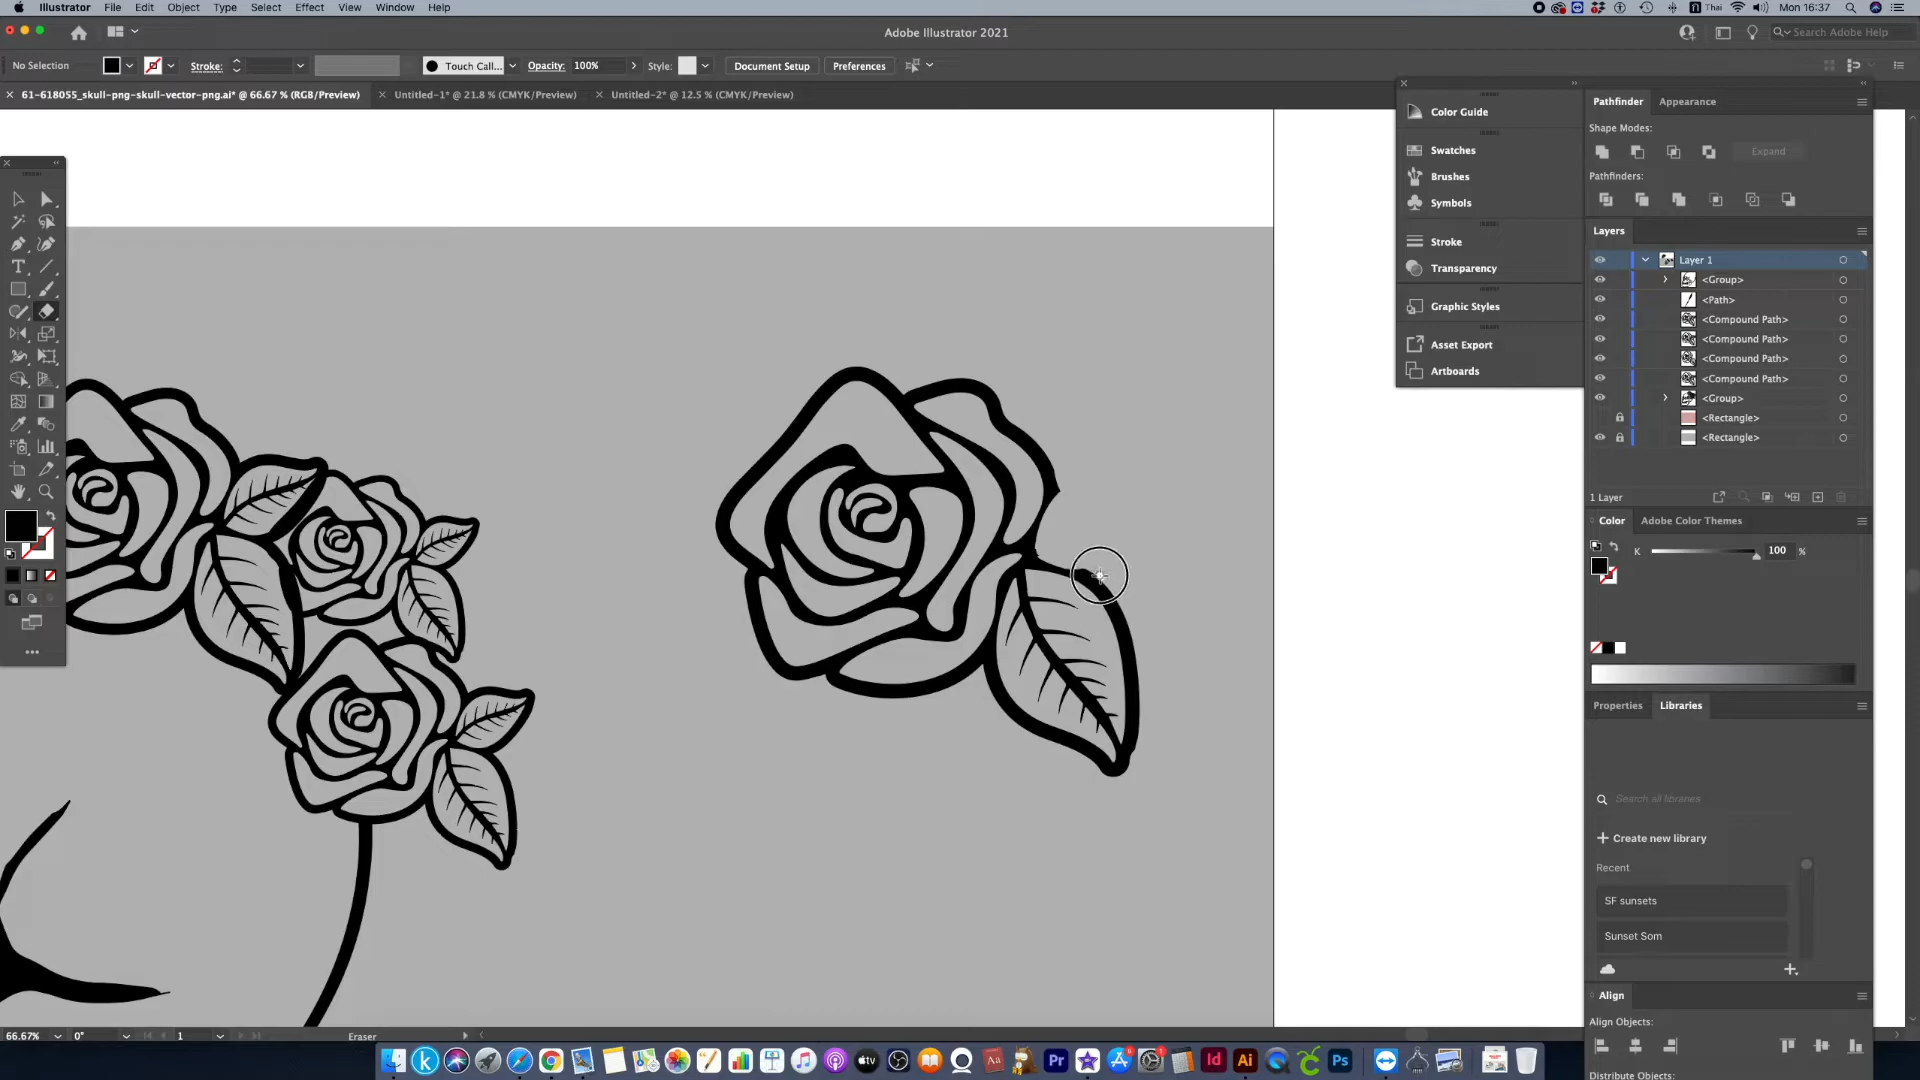 Illustrator File Edit Object Type Select Effect View Window Help
Thai Mon 16:37
Adobe Illustrator 2021
Search Adobe Help
No Selection Stroke: Touch Call... Opacity: 100% Style: Document Setup Preferences
61-618055_skull-png-skull-vector-png.ai* @ 66.67 % (RGB/Preview) Untitled-1* @ 21.8 % (CMYK/Preview) Untitled-2* @ 12.5 % (CMYK/Preview)
Color Guide
Swatches
Brushes
Symbols
Stroke
Transparency
Graphic Styles
Asset Export
Artboards
Pathfinder Appearance
Shape Modes:
Expand
Pathfinders:
Layers
Layer 1
<Group>
<Path>
<Compound Path>
<Compound Path>
<Compound Path>
<Compound Path>
<Group>
<Rectangle>
<Rectangle>
1 Layer
Color Adobe Color Themes
K 100 %
Properties Libraries
Search all libraries
Create new library
Recent
SF sunsets
Sunset Som
Align
Align Objects:
Distribute Objects:
66.67% 0° 1 Eraser